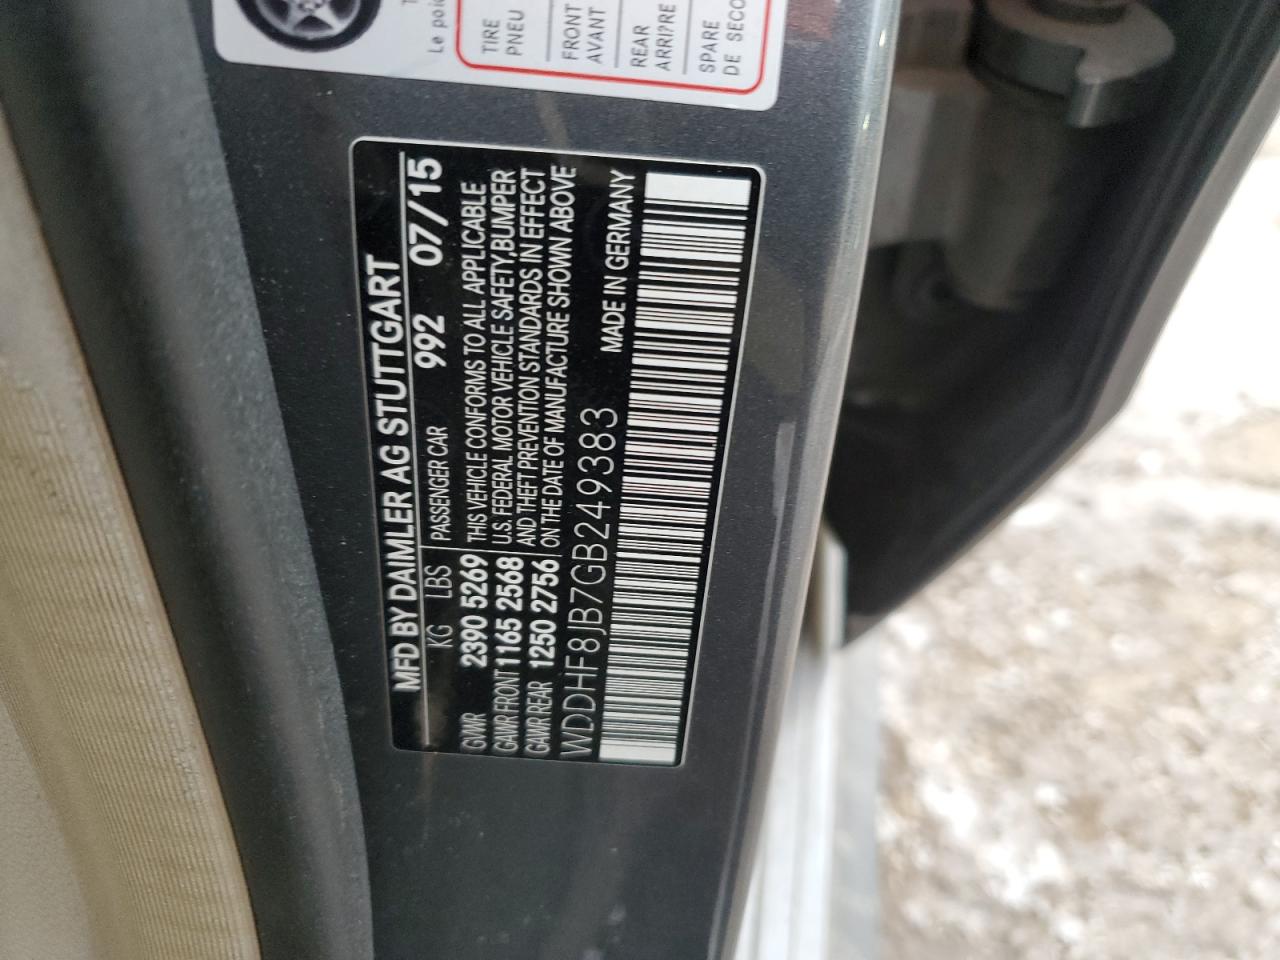 Le
TIRE
PNEU
FRONT
AVANT
REAR
ARRI?RE
SPARE
DE
MFD BY DAIMLER AG STUTTGART
KG LBS PASSENGER CAR 992 07/15
GVWR 2390 5269 THIS VEHICLE CONFORMS TO ALL APPLICABLE
GAWR FRONT 1165 2568 U.S. FEDERAL MOTOR VEHICLE SAFETY,BUMPER
GAWR REAR 1250 2756 AND THEFT PREVENTION STANDARDS IN EFFECT
ON THE DATE OF MANUFACTURE SHOWN ABOVE
WDDHF8JB7GB249383 MADE IN GERMANY